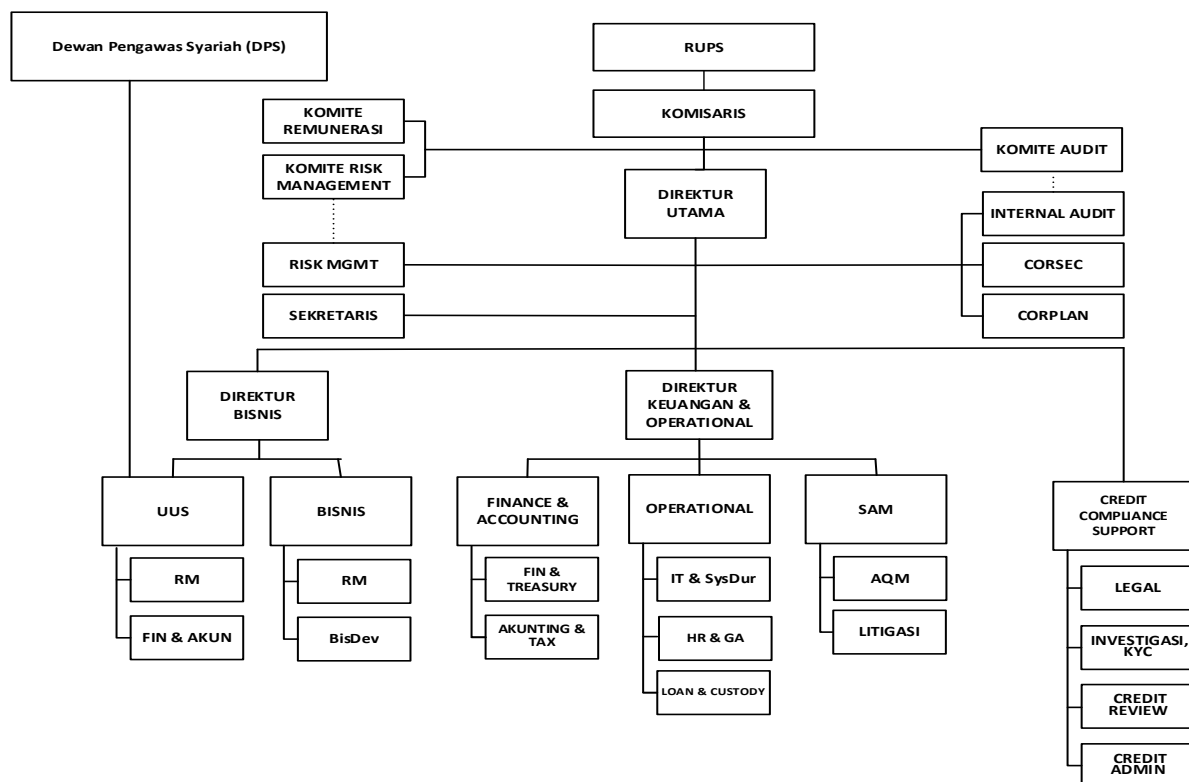 Dewan Pengawas Syariah (DPS)
RUPS
KOMISARIS
KOMITE
REMUNERASI
KOMITE RISK
MANAGEMENT
KOMITE AUDIT
DIREKTUR
UTAMA
INTERNAL AUDIT
RISK MGMT
CORSEC
SEKRETARIS
CORPLAN
DIREKTUR
BISNIS
DIREKTUR
KEUANGAN &
OPERATIONAL
UUS
BISNIS
FINANCE &
ACCOUNTING
OPERATIONAL
SAM
CREDIT
COMPLIANCE
SUPPORT
RM
FIN & AKUN
RM
BisDev
FIN &
TREASURY
AKUNTING &
TAX
IT & SysDur
HR & GA
LOAN & CUSTODY
AQM
LITIGASI
LEGAL
INVESTIGASI,
KYC
CREDIT
REVIEW
CREDIT
ADMIN